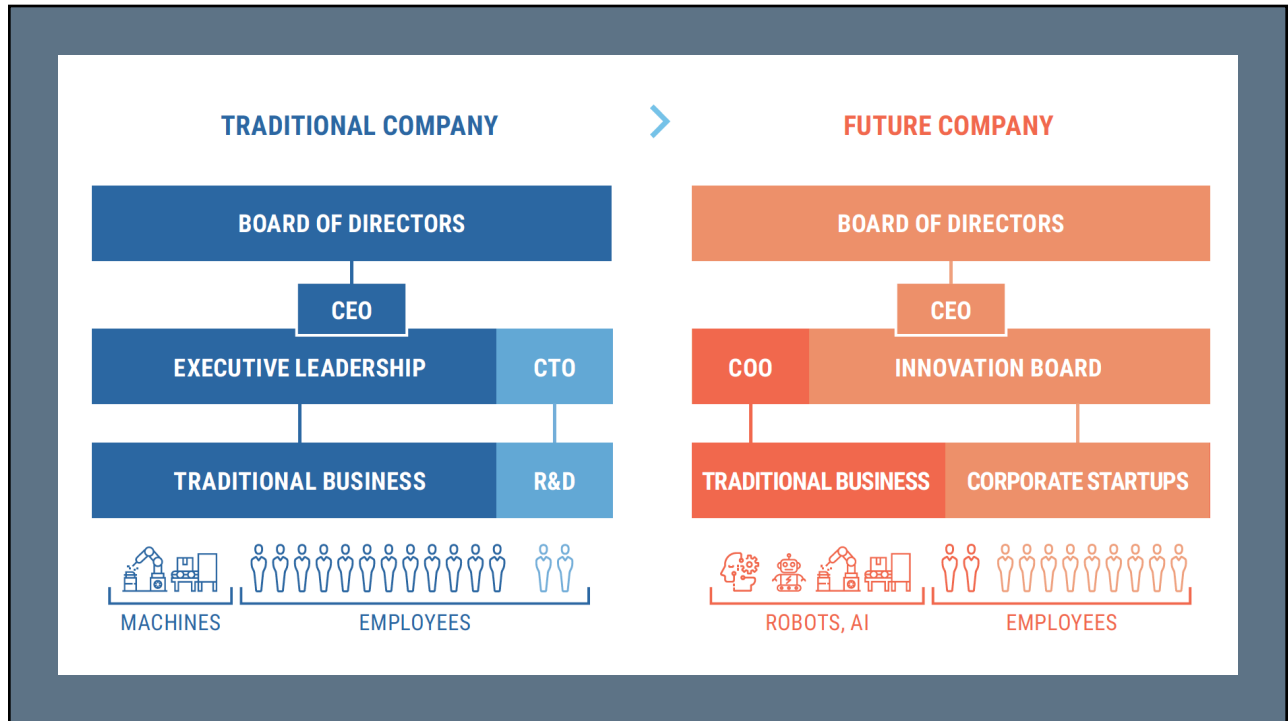 TRADITIONAL COMPANY
FUTURE COMPANY
BOARD OF DIRECTORS
CEO
EXECUTIVE LEADERSHIP
CTO
TRADITIONAL BUSINESS
R&D
MACHINES
EMPLOYEES
BOARD OF DIRECTORS
CEO
COO
INNOVATION BOARD
TRADITIONAL BUSINESS
CORPORATE STARTUPS
ROBOTS, AI
EMPLOYEES